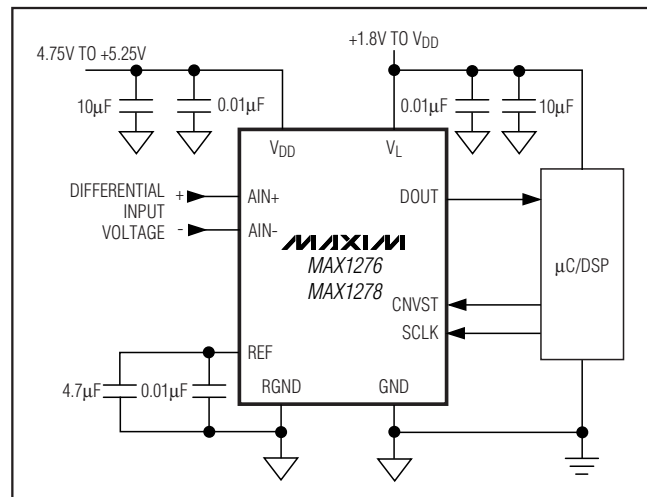 4.75V TO +5.25V
+1.8V TO VDD
10µF
0.01µF
0.01µF
10µF
VDD
VL
DIFFERENTIAL
INPUT
VOLTAGE
+
-
AIN+
AIN-
DOUT
MAXIM
MAX1276
MAX1278
µC/DSP
CNVST
SCLK
REF
4.7µF
0.01µF
RGND
GND